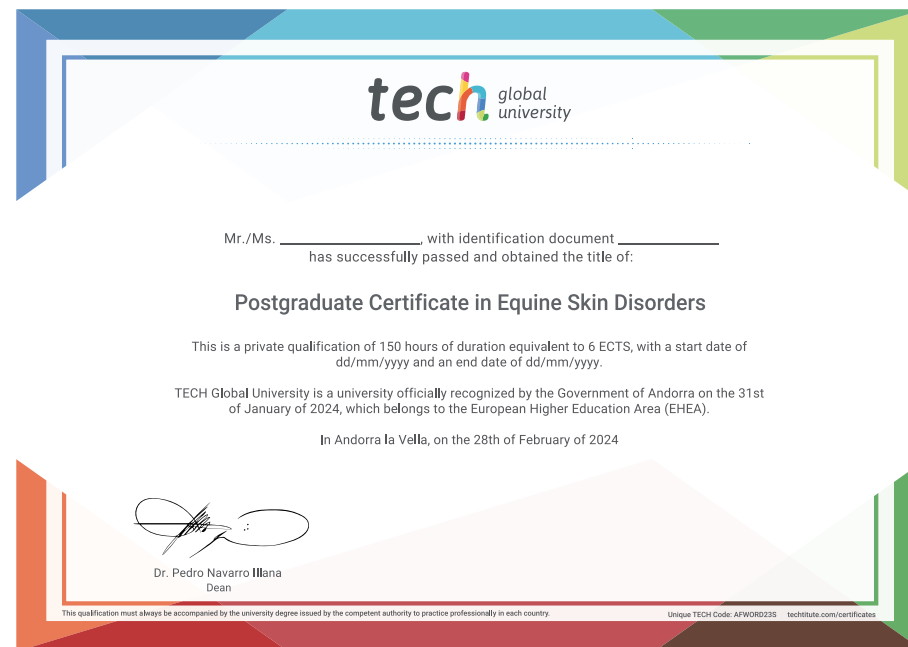 tech global
university
Mr./Ms. ____________, with identification document ____________
has successfully passed and obtained the title of:
Postgraduate Certificate in Equine Skin Disorders
This is a private qualification of 150 hours of duration equivalent to 6 ECTS, with a start date of
dd/mm/yyyy and an end date of dd/mm/yyyy.
TECH Global University is a university officially recognized by the Government of Andorra on the 31st
of January of 2024, which belongs to the European Higher Education Area (EHEA).
In Andorra la Vella, on the 28th of February of 2024
Dr. Pedro Navarro Illana
Dean
This qualification must always be accompanied by the university degree issued by the competent authority to practice professionally in each country.
Unique TECH Code: AFWORD23S techtitute.com/certificates